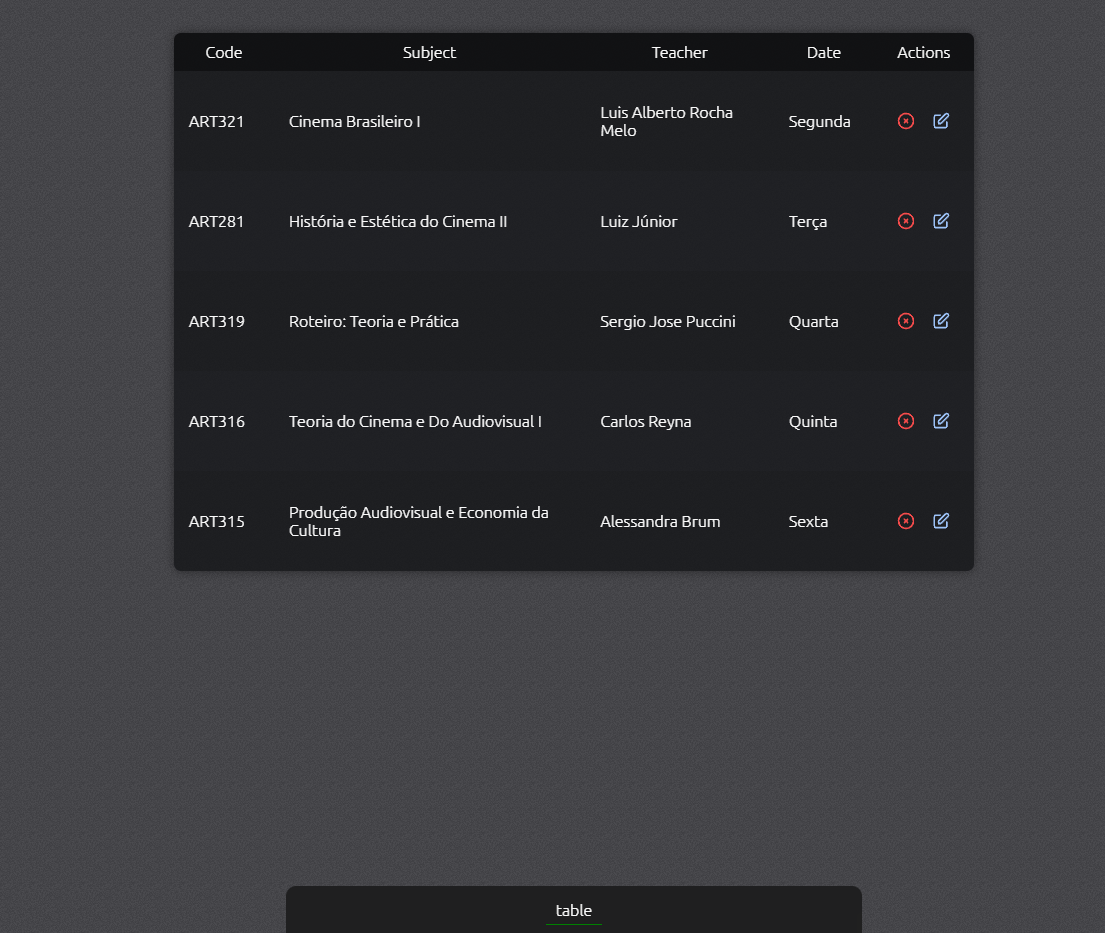 Code Subject Teacher Date Actions
ART321 Cinema Brasileiro I Luis Alberto Rocha Melo Segunda
ART281 História e Estética do Cinema II Luiz Júnior Terça
ART319 Roteiro: Teoria e Prática Sergio Jose Puccini Quarta
ART316 Teoria do Cinema e Do Audiovisual I Carlos Reyna Quinta
ART315 Produção Audiovisual e Economia da Cultura Alessandra Brum Sexta
table